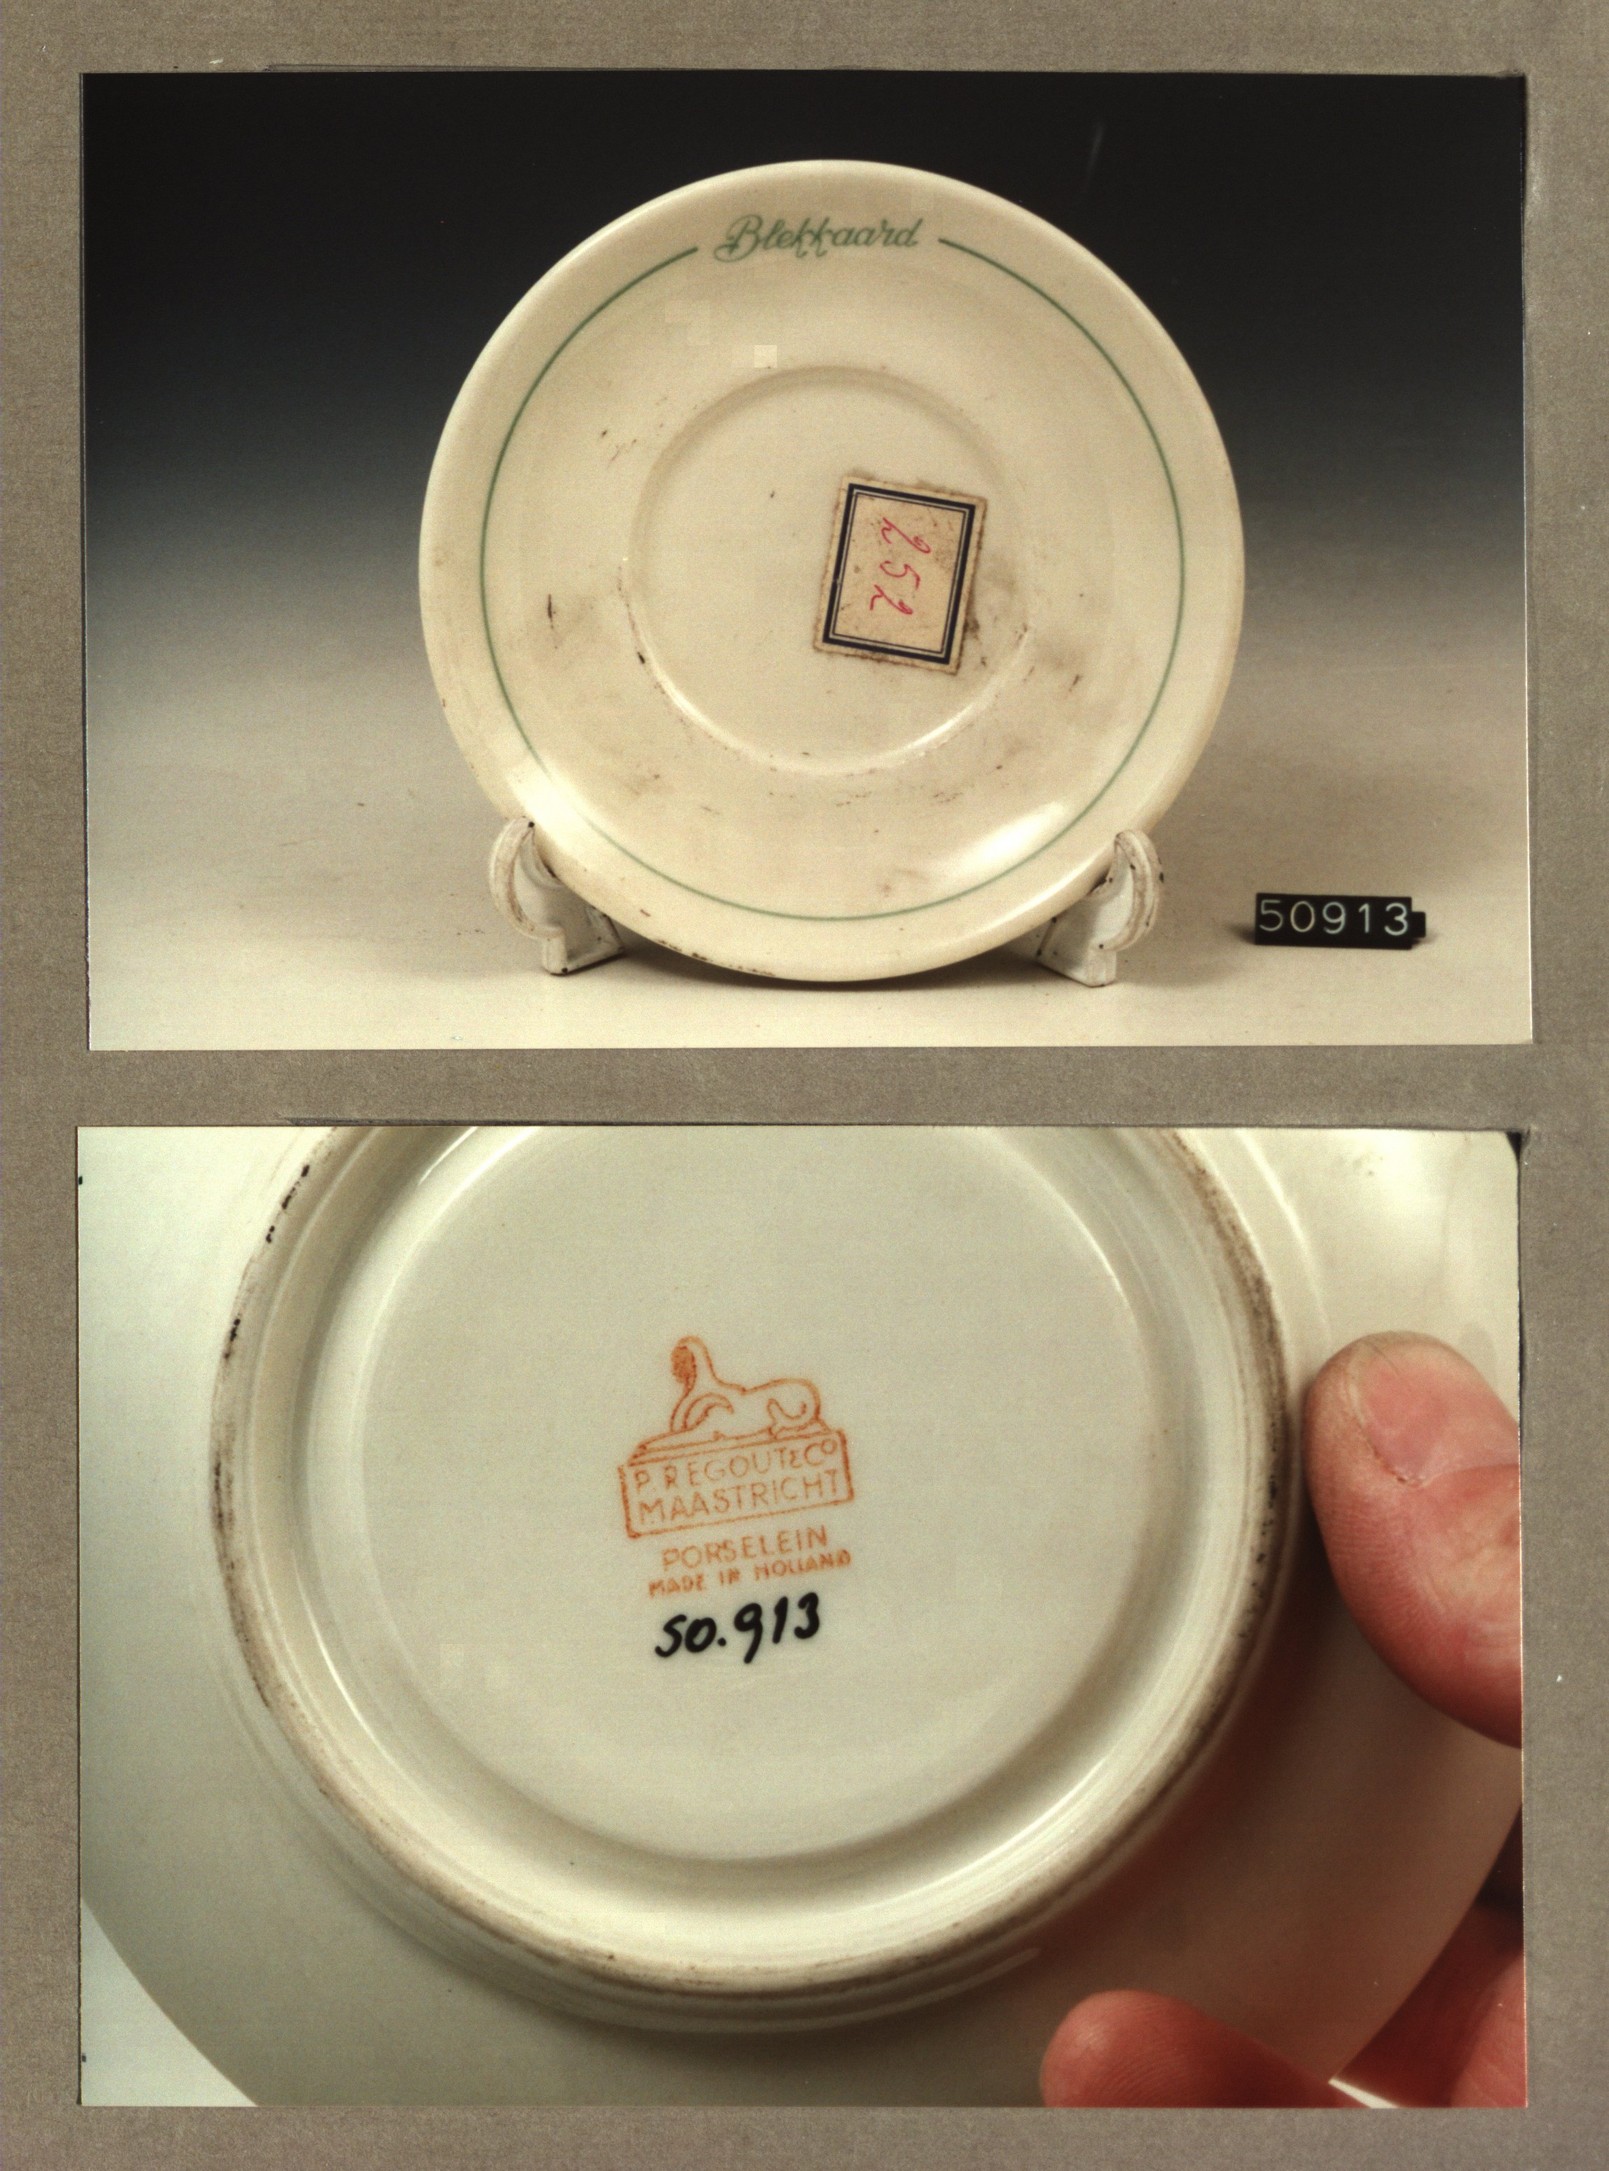 Blekkaard
252
50913
P. REGOUT & Co
MAASTRICHT
PORSELEIN
MADE IN HOLLAND
50.913